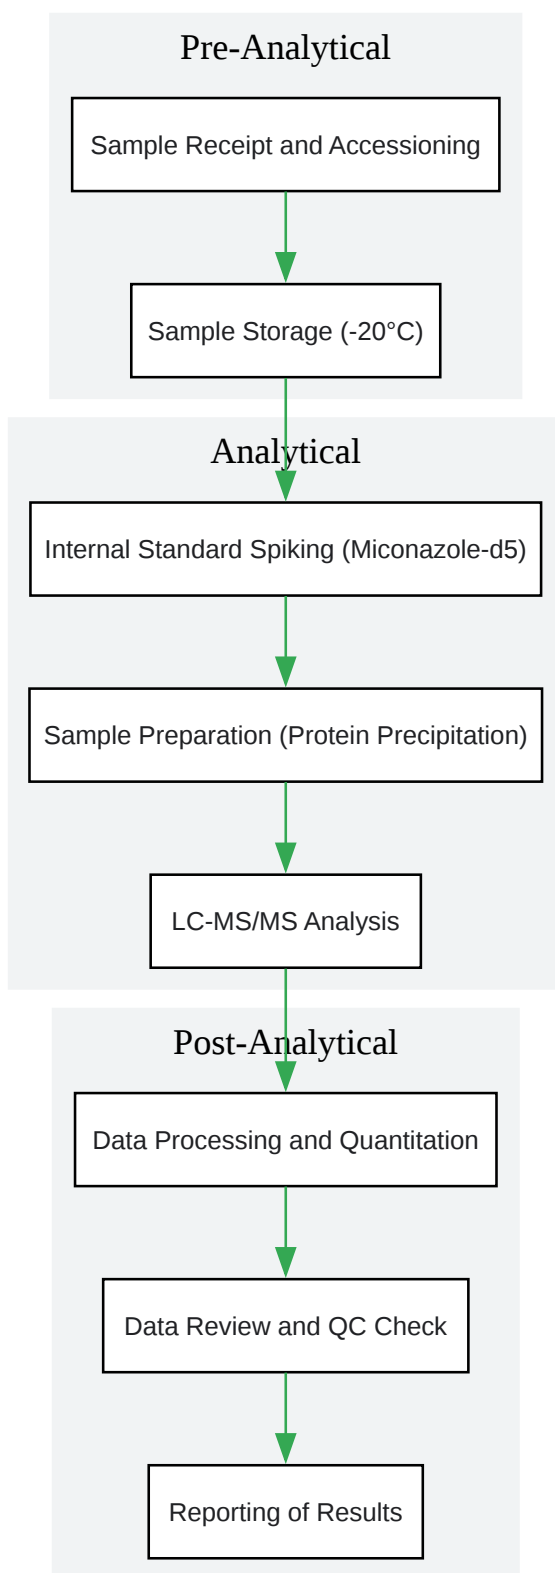 Pre-Analytical
Sample Receipt and Accessioning
Sample Storage (-20°C)
Analytical
Internal Standard Spiking (Miconazole-d5)
Sample Preparation (Protein Precipitation)
LC-MS/MS Analysis
Post-Analytical
Data Processing and Quantitation
Data Review and QC Check
Reporting of Results